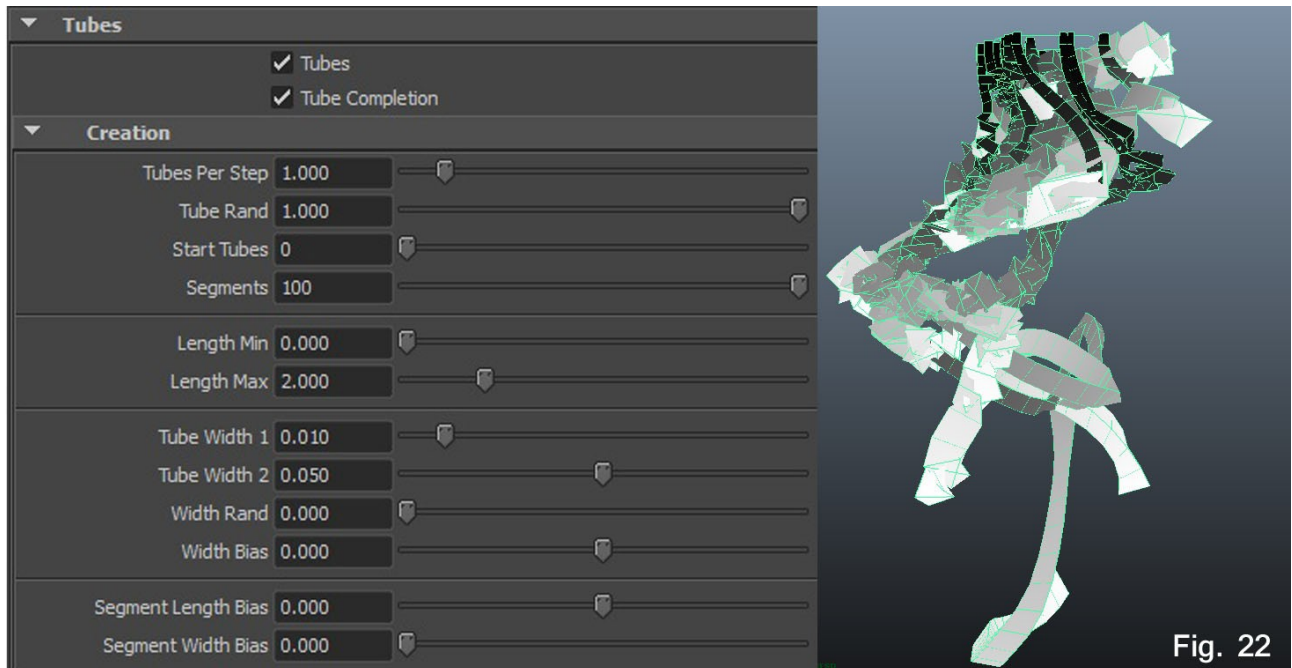 Tubes
Tubes
Tube Completion
Creation
Tubes Per Step 1.000
Tube Rand 1.000
Start Tubes 0
Segments 100
Length Min 0.000
Length Max 2.000
Tube Width 1 0.010
Tube Width 2 0.050
Width Rand 0.000
Width Bias 0.000
Segment Length Bias 0.000
Segment Width Bias 0.000
Fig. 22